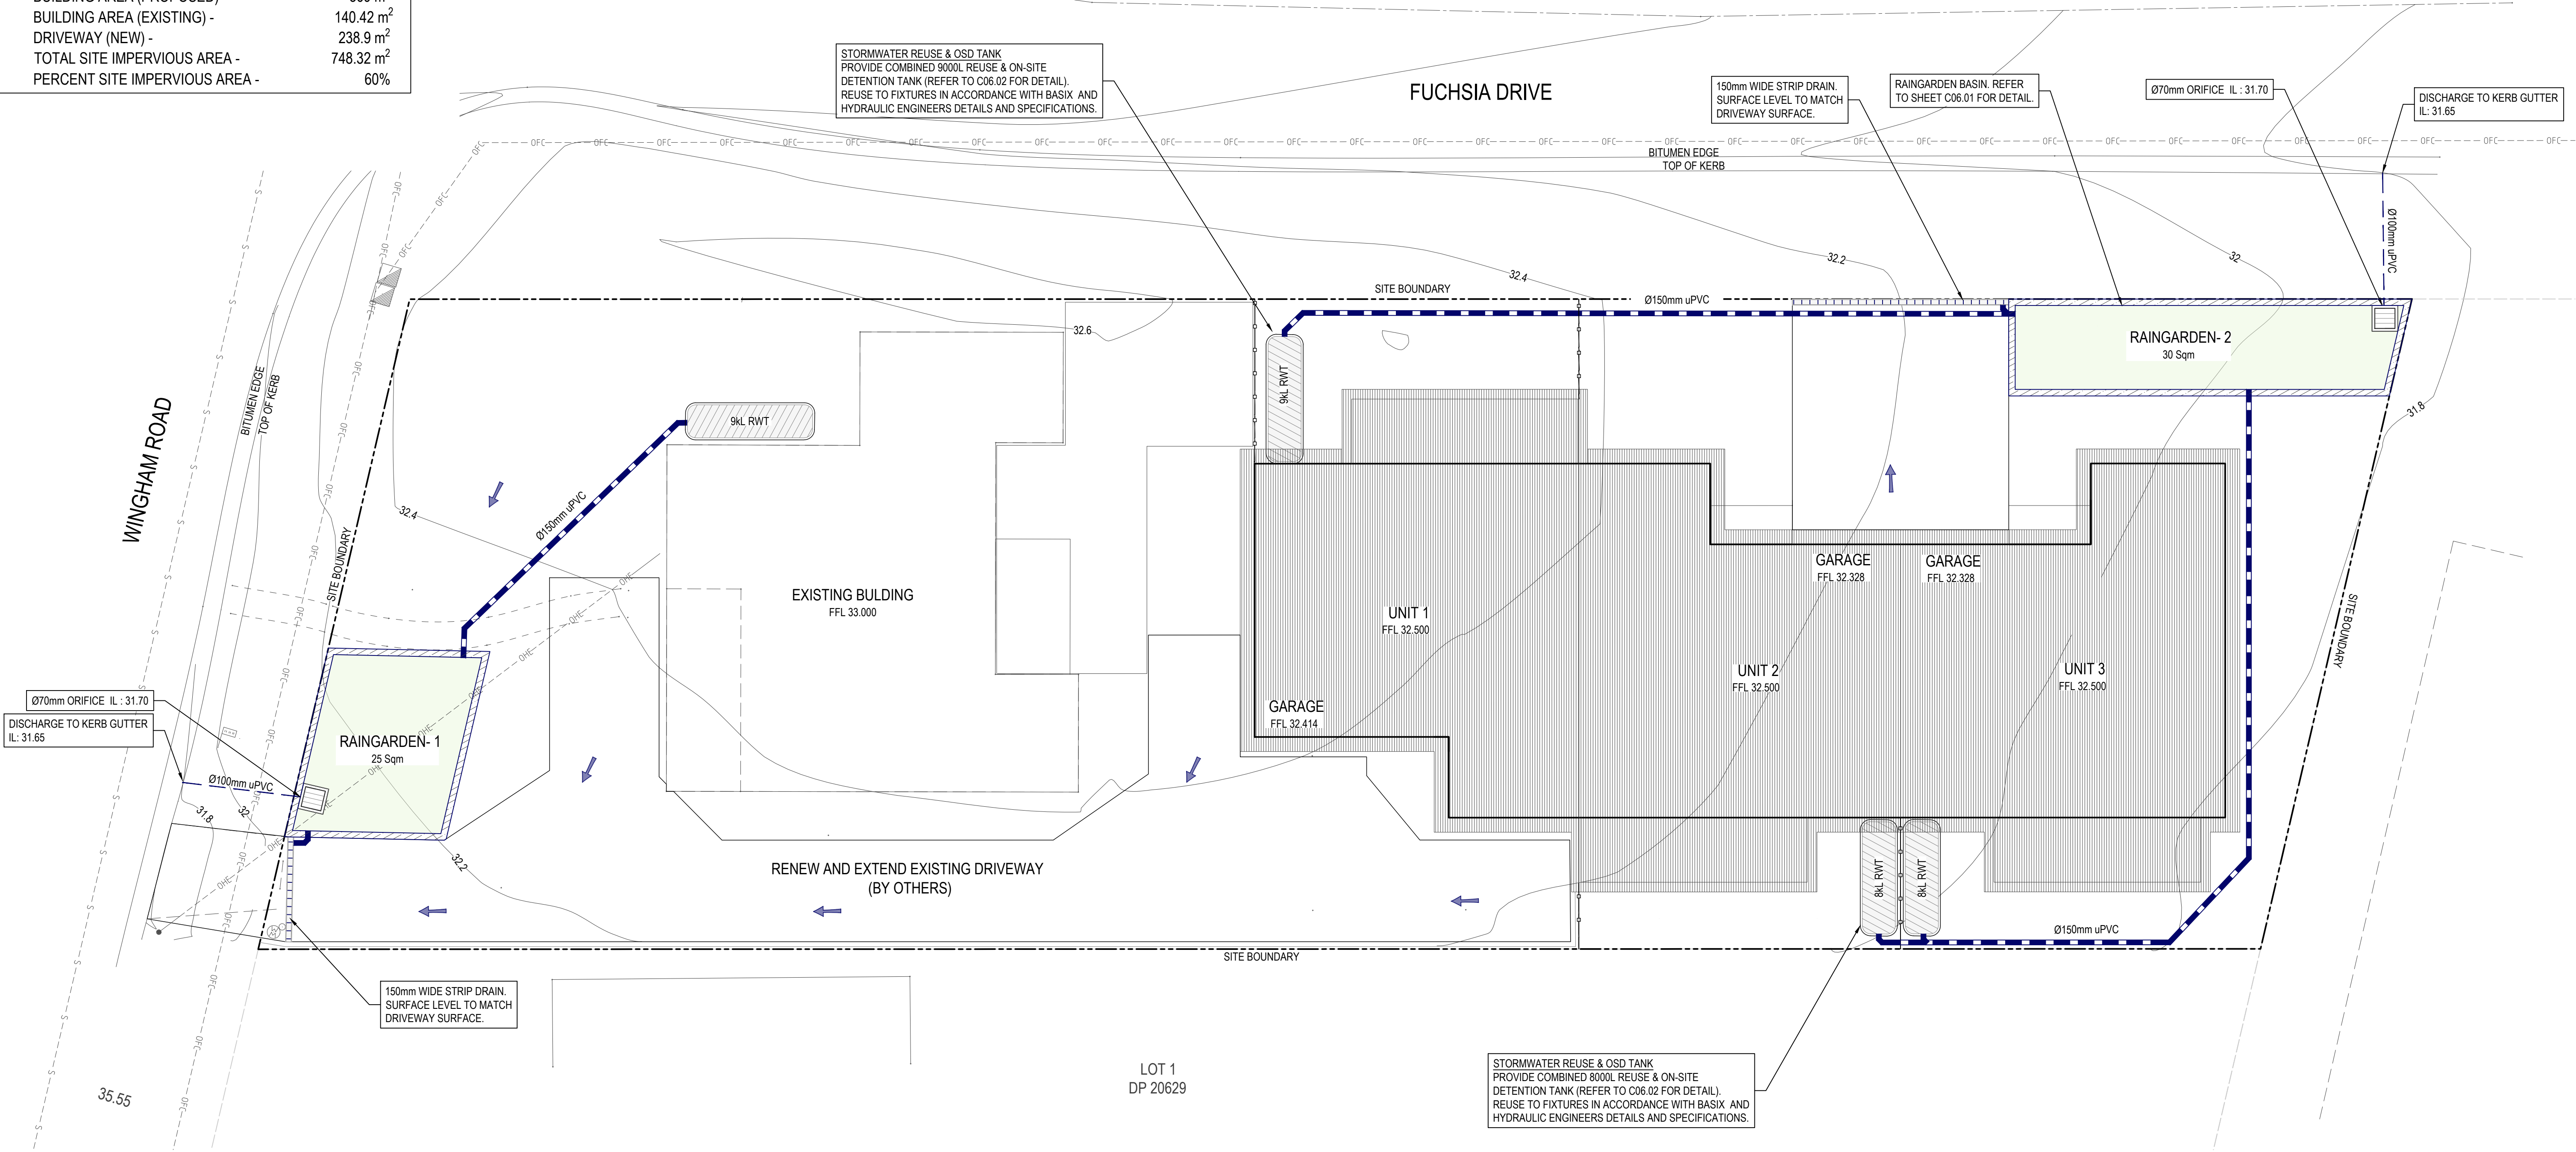 BUILDING AREA (EXISTING) - 140.42 m²
DRIVEWAY (NEW) - 238.9 m²
TOTAL SITE IMPERVIOUS AREA - 748.32 m²
PERCENT SITE IMPERVIOUS AREA - 60%
STORMWATER REUSE & OSD TANK
PROVIDE COMBINED 9000L REUSE & ON-SITE
DETENTION TANK (REFER TO C06.02 FOR DETAIL).
REUSE TO FIXTURES IN ACCORDANCE WITH BASIX AND
HYDRAULIC ENGINEERS DETAILS AND SPECIFICATIONS.
FUCHSIA DRIVE
150mm WIDE STRIP DRAIN.
SURFACE LEVEL TO MATCH
DRIVEWAY SURFACE.
RAINGARDEN BASIN. REFER
TO SHEET C06.01 FOR DETAIL.
Ø70mm ORIFICE IL : 31.70
DISCHARGE TO KERB GUTTER
IL: 31.65
BITUMEN EDGE
TOP OF KERB
Ø100mm uPVC
32
32.2
32.4
32.6
31.8
SITE BOUNDARY
Ø150mm uPVC
RAINGARDEN- 2
30 Sqm
9kL RWT
9kL RWT
WINGHAM ROAD
BITUMEN EDGE
TOP OF KERB
SITE BOUNDARY
32.4
Ø150mm uPVC
EXISTING BULDING
FFL 33.000
UNIT 1
FFL 32.500
GARAGE
FFL 32.328
GARAGE
FFL 32.328
UNIT 2
FFL 32.500
UNIT 3
FFL 32.500
SITE BOUNDARY
GARAGE
FFL 32.414
Ø70mm ORIFICE IL : 31.70
DISCHARGE TO KERB GUTTER
IL: 31.65
RAINGARDEN- 1
25 Sqm
Ø100mm uPVC
31.8
32
32.2
RENEW AND EXTEND EXISTING DRIVEWAY
(BY OTHERS)
8kL RWT
8kL RWT
Ø150mm uPVC
SITE BOUNDARY
150mm WIDE STRIP DRAIN.
SURFACE LEVEL TO MATCH
DRIVEWAY SURFACE.
LOT 1
DP 20629
STORMWATER REUSE & OSD TANK
PROVIDE COMBINED 8000L REUSE & ON-SITE
DETENTION TANK (REFER TO C06.02 FOR DETAIL).
REUSE TO FIXTURES IN ACCORDANCE WITH BASIX AND
HYDRAULIC ENGINEERS DETAILS AND SPECIFICATIONS.
35.55